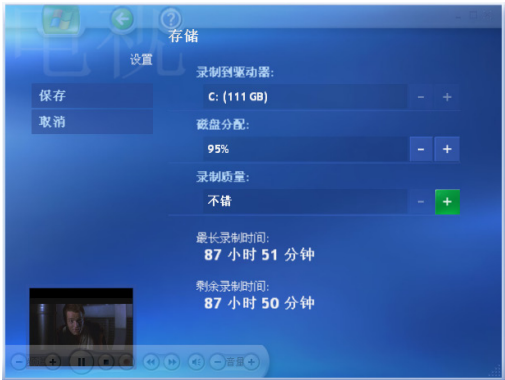 电视
存储
设置
录制到驱动器:
保存
C: (111 GB)
取消
磁盘分配:
95%
录制质量:
不错
最长录制时间:
87 小时 51 分钟
剩余录制时间:
87 小时 50 分钟
音量